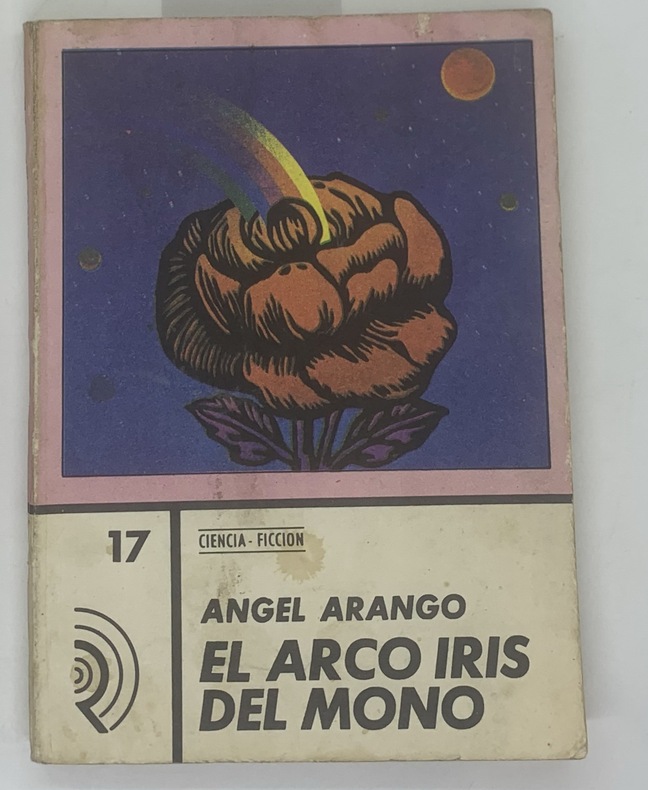 17
CIENCIA - FICCION
ANGEL ARANGO
EL ARCO IRIS
DEL MONO